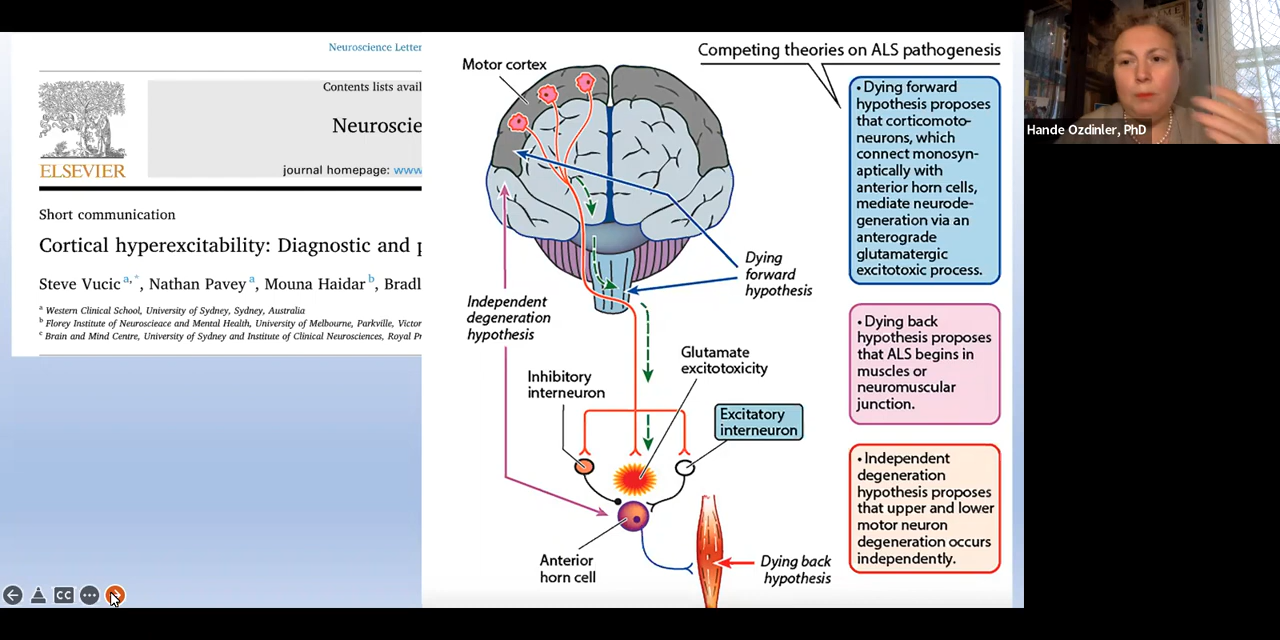 Neuroscience Letter
Contents lists avail
Neuroscie
journal homepage: www
ELSEVIER
Short communication
Cortical hyperexcitability: Diagnostic and p
Steve Vucic a,*, Nathan Pavey a, Mouna Haidar b, Bradl
a Western Clinical School, University of Sydney, Sydney, Australia
b Florey Institute of Neuroscieace and Mental Health, University of Melbourne, Parkville, Victor
c Brain and Mind Centre, University of Sydney and Institute of Clinical Neurosciences, Royal Pr
Competing theories on ALS pathogenesis
Motor cortex
Dying
forward
hypothesis
Independent
degeneration
hypothesis
Glutamate
excitotoxicity
Inhibitory
interneuron
Excitatory
interneuron
Anterior
horn cell
Dying back
hypothesis
• Dying forward
hypothesis proposes
that corticomoto-
neurons, which
connect monosyn-
aptically with
anterior horn cells,
mediate neurode-
generation via an
anterograde
glutamatergic
excitotoxic process.
• Dying back
hypothesis proposes
that ALS begins in
muscles or
neuromuscular
junction.
• Independent
degeneration
hypothesis proposes
that upper and lower
motor neuron
degeneration occurs
independently.
Hande Ozdinler, PhD
CC